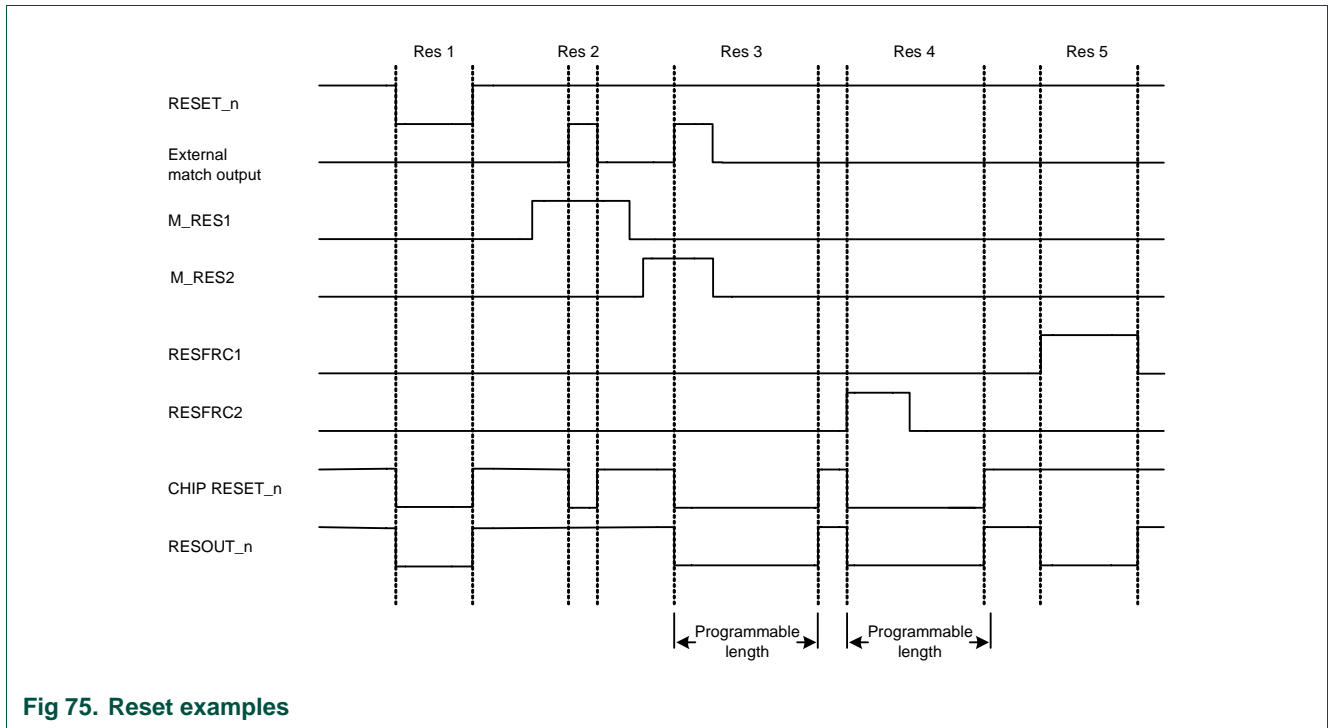 Res 1 Res 2 Res 3 Res 4 Res 5
RESET_n
External
match output
M_RES1
M_RES2
RESFRC1
RESFRC2
CHIP RESET_n
RESOUT_n
Programmable
length
Programmable
length
Fig 75. Reset examples